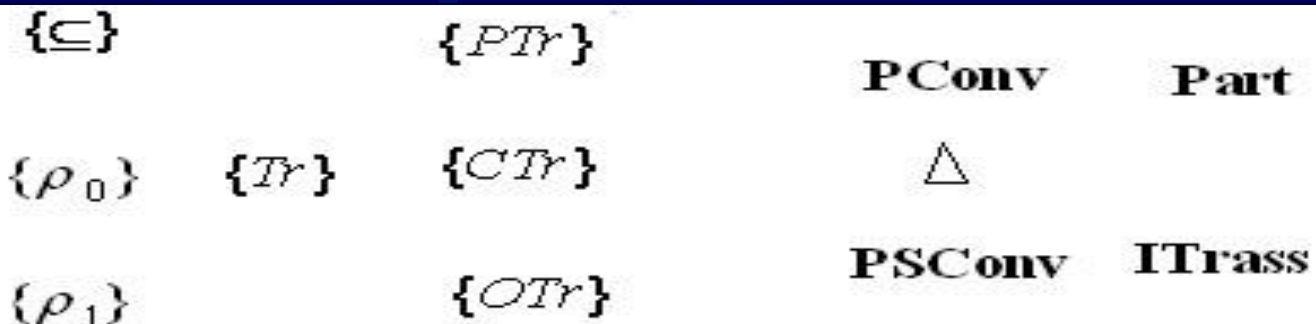 {⊆} {PTr}
PConv Part
{ρ₀} {Tr} {CTr} △
PSConv ITrass
{ρ₁} {OTr}